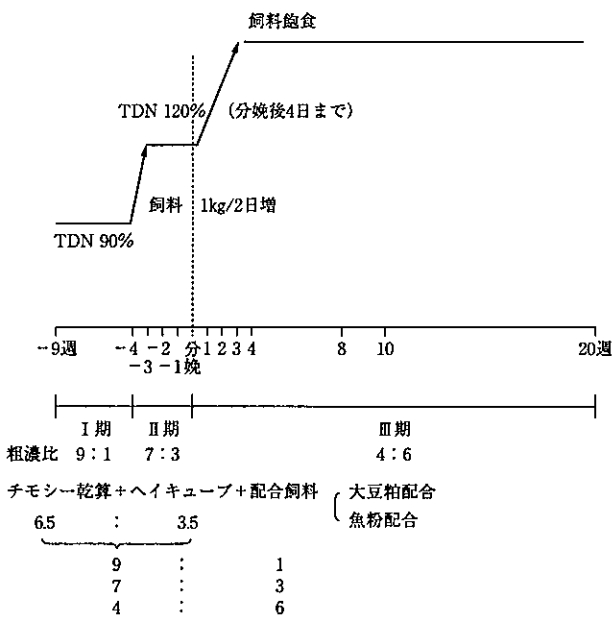 飼料飽食
TDN 120% (分娩後4日まで)
飼料 1kg/2日増
TDN 90%
-9週 -4 -2 分 1 2 3 4 8 10 20週
-3 -1 娩
Ⅰ期 Ⅱ期 Ⅲ期
粗濃比 9:1 7:3 4:6
チモシー乾算+ヘイキューブ+配合飼料 大豆粕配合
魚粉配合
6.5 : 3.5
9 : 1
7 : 3
4 : 6